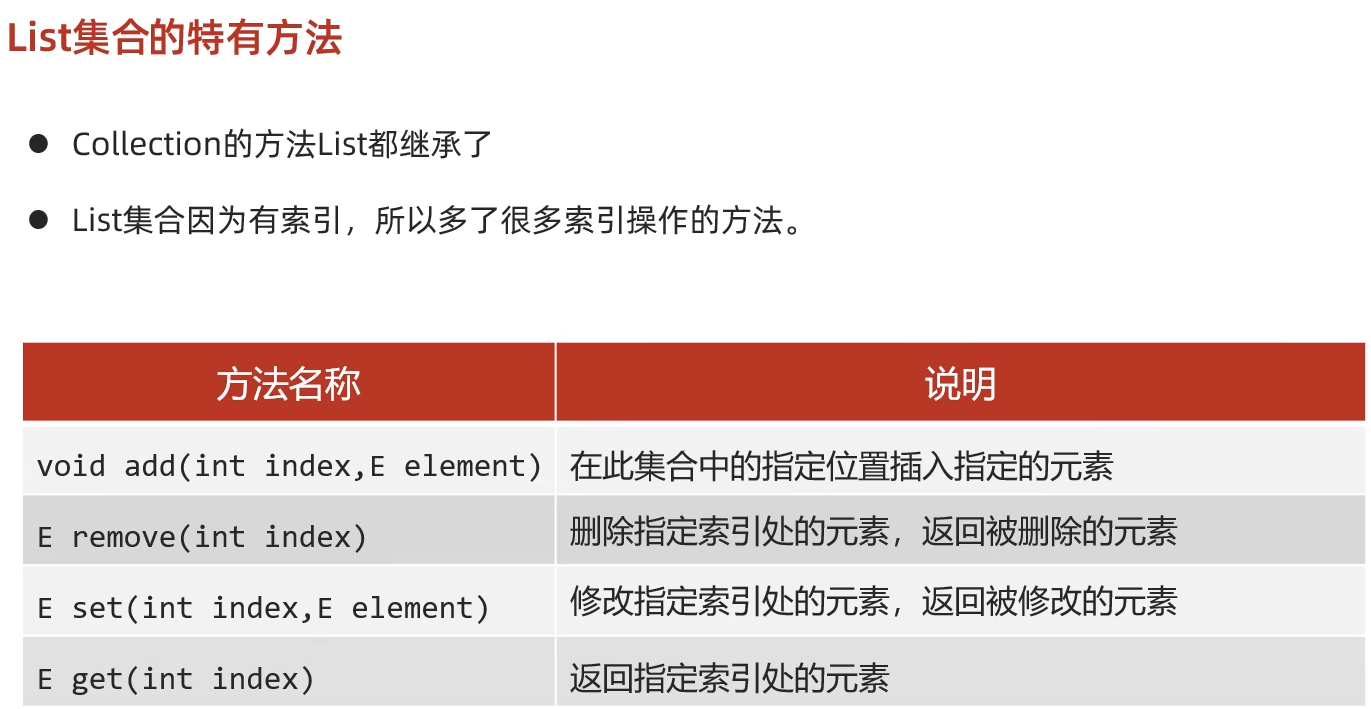 List集合的特有方法
● Collection的方法List都继承了
● List集合因为有索引，所以多了很多索引操作的方法。
方法名称 说明
void add(int index,E element) 在此集合中的指定位置插入指定的元素
E remove(int index) 删除指定索引处的元素，返回被删除的元素
E set(int index,E element) 修改指定索引处的元素，返回被修改的元素
E get(int index) 返回指定索引处的元素